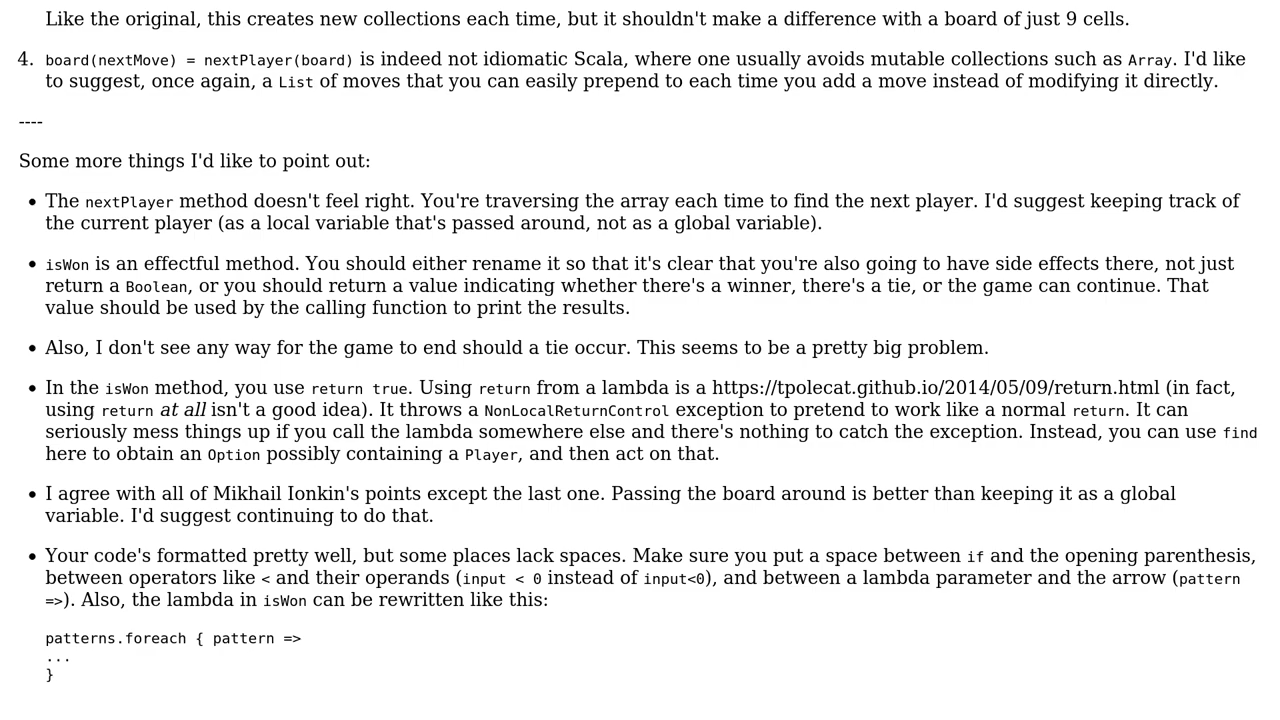 Like the original, this creates new collections each time, but it shouldn't make a difference with a board of just 9 cells.
4. board(nextMove) = nextPlayer(board) is indeed not idiomatic Scala, where one usually avoids mutable collections such as Array. I'd like
to suggest, once again, a List of moves that you can easily prepend to each time you add a move instead of modifying it directly.
----
Some more things I'd like to point out:
• The nextPlayer method doesn't feel right. You're traversing the array each time to find the next player. I'd suggest keeping track of
the current player (as a local variable that's passed around, not as a global variable).
• isWon is an effectful method. You should either rename it so that it's clear that you're also going to have side effects there, not just
return a Boolean, or you should return a value indicating whether there's a winner, there's a tie, or the game can continue. That
value should be used by the calling function to print the results.
• Also, I don't see any way for the game to end should a tie occur. This seems to be a pretty big problem.
• In the isWon method, you use return true. Using return from a lambda is a https://tpolecat.github.io/2014/05/09/return.html (in fact,
using return at all isn't a good idea). It throws a NonLocalReturnControl exception to pretend to work like a normal return. It can
seriously mess things up if you call the lambda somewhere else and there's nothing to catch the exception. Instead, you can use find
here to obtain an Option possibly containing a Player, and then act on that.
• I agree with all of Mikhail Ionkin's points except the last one. Passing the board around is better than keeping it as a global
variable. I'd suggest continuing to do that.
• Your code's formatted pretty well, but some places lack spaces. Make sure you put a space between if and the opening parenthesis,
between operators like < and their operands (input < 0 instead of input<0), and between a lambda parameter and the arrow (pattern
=>). Also, the lambda in isWon can be rewritten like this:
patterns.foreach { pattern =>
...
}